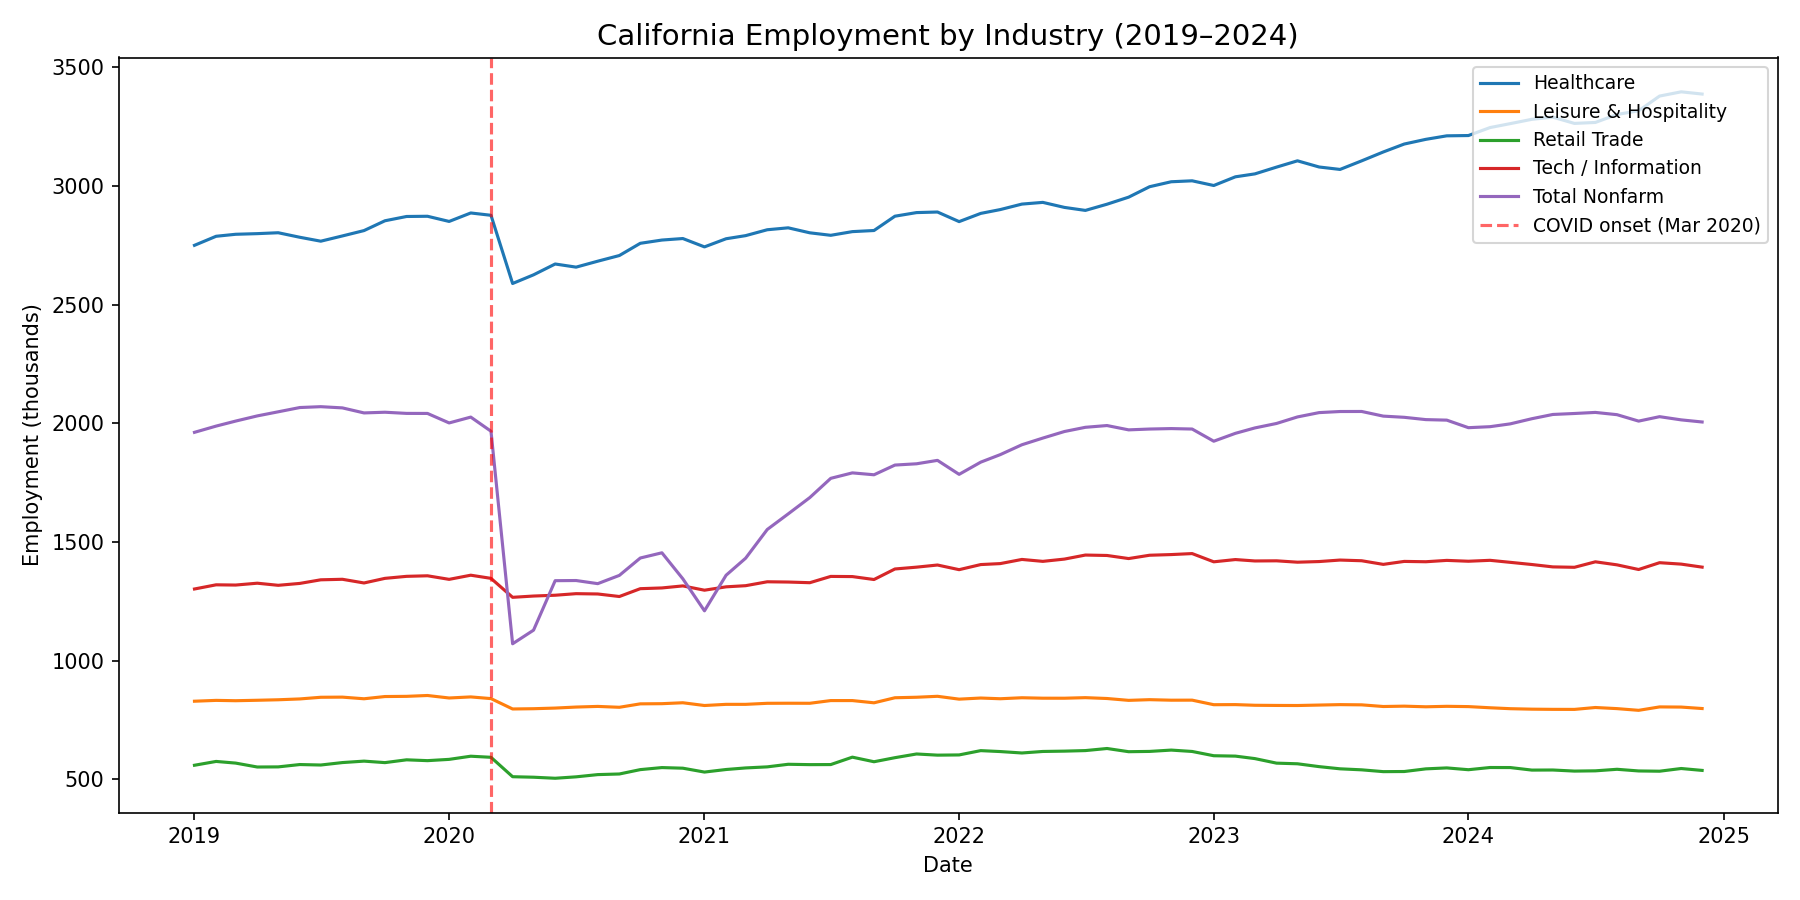 California Employment by Industry (2019–2024)
3500
3000
2500
2000
1500
1000
500
Employment (thousands)
Healthcare
Leisure & Hospitality
Retail Trade
Tech / Information
Total Nonfarm
COVID onset (Mar 2020)
2019 2020 2021 2022 2023 2024 2025
Date